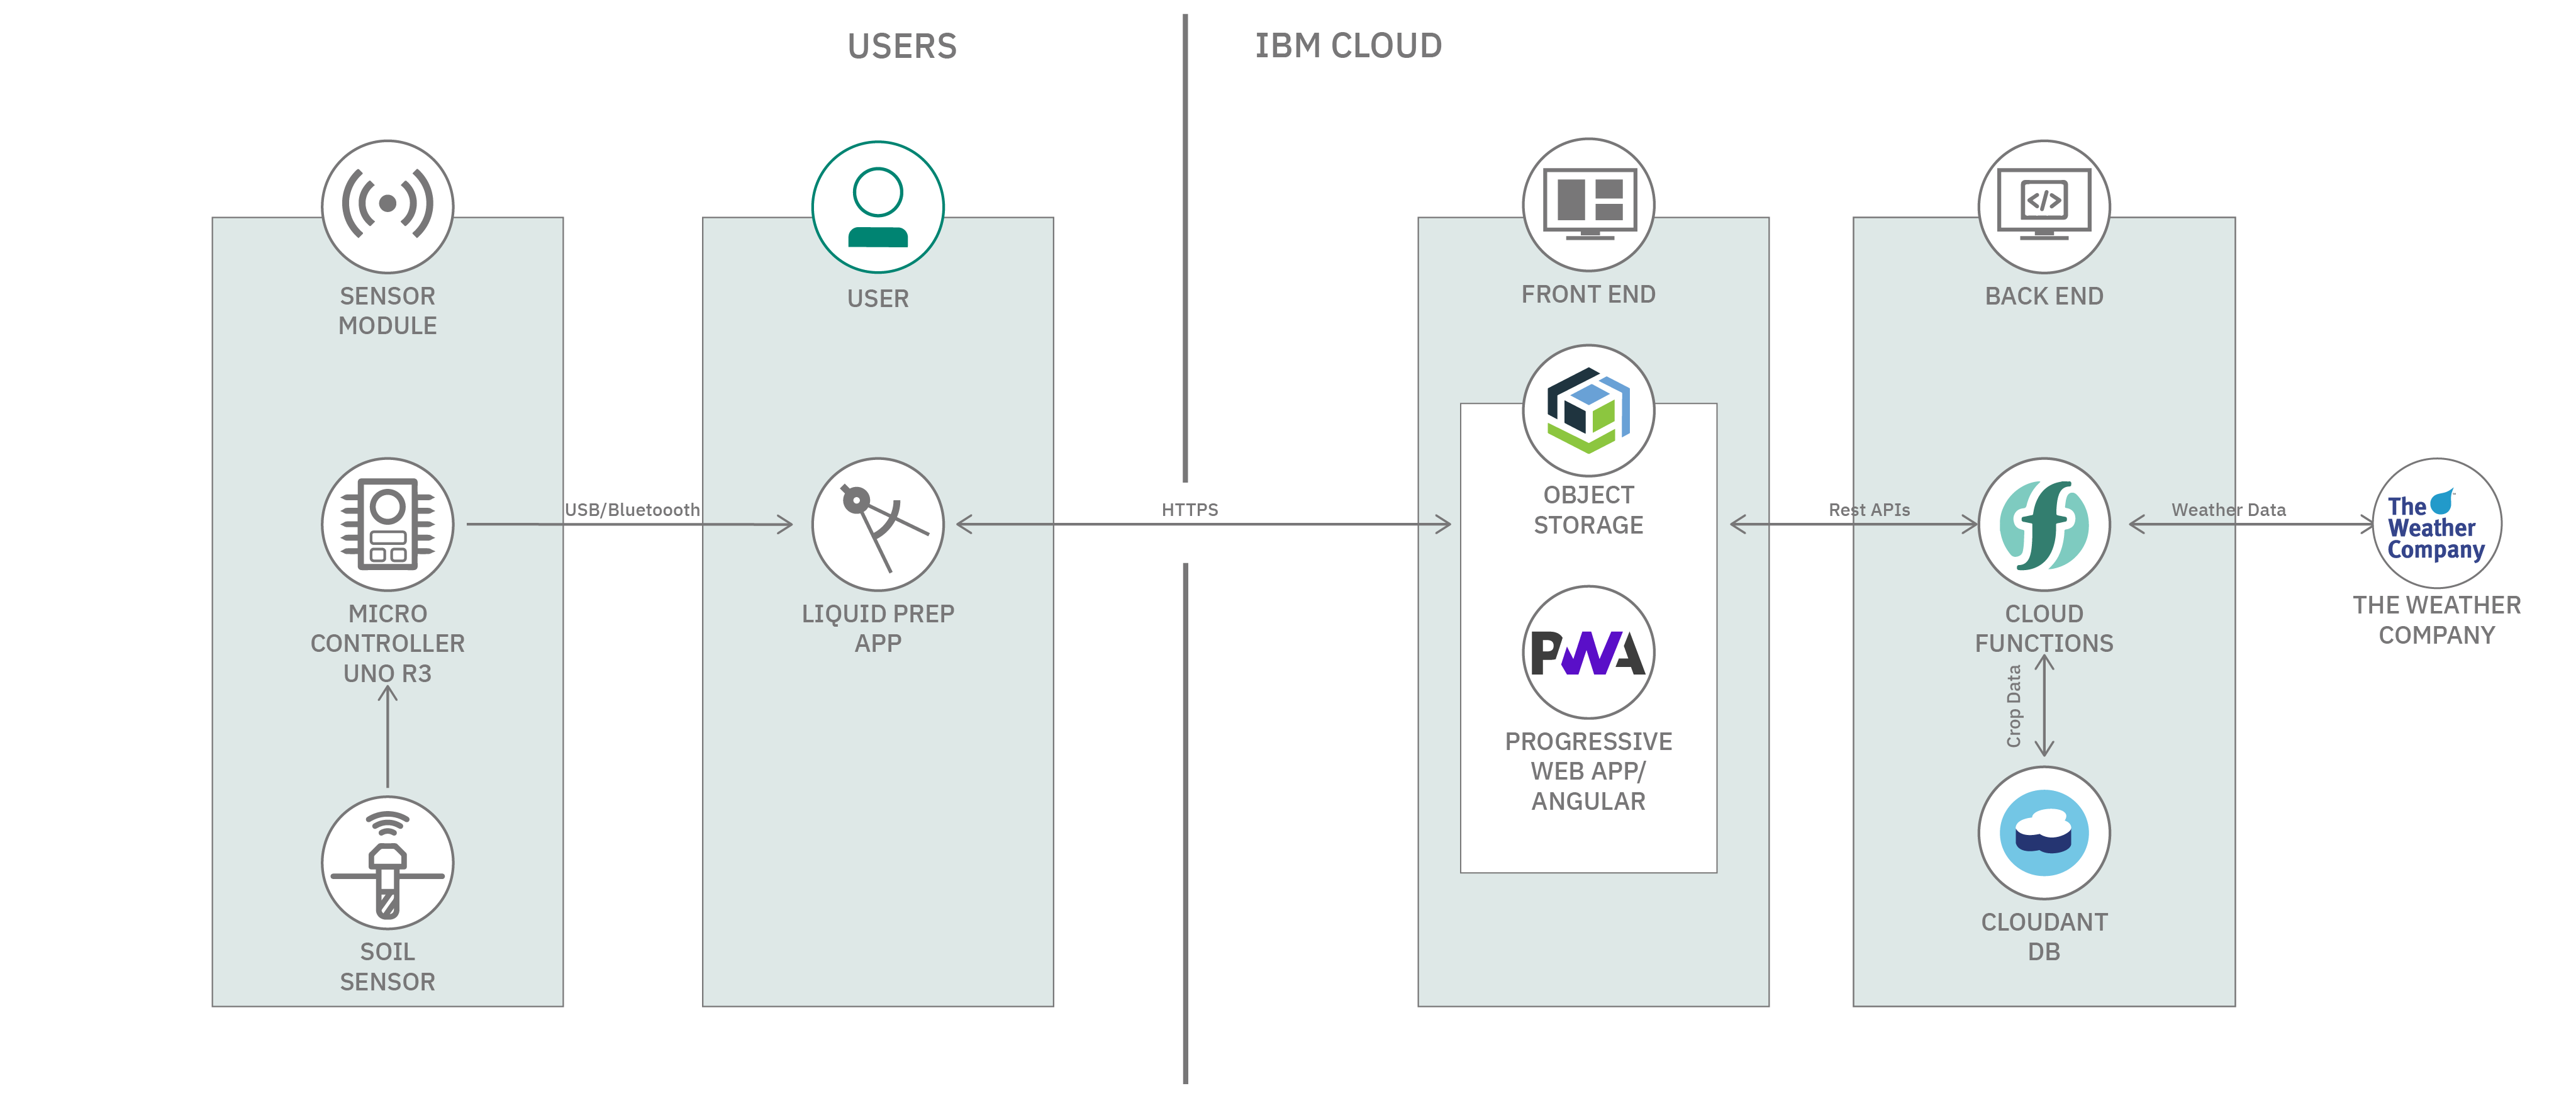 USERS
IBM CLOUD
SENSOR
MODULE
USER
FRONT END
BACK END
MICRO
CONTROLLER
UNO R3
USB/Bluetoooth
LIQUID PREP
APP
HTTPS
OBJECT
STORAGE
PWA
PROGRESSIVE
WEB APP/
ANGULAR
Rest APIs
</>
f
CLOUD
FUNCTIONS
Weather Data
The
Weather
Company
THE WEATHER
COMPANY
Crop Data
CLOUDANT
DB
SOIL
SENSOR